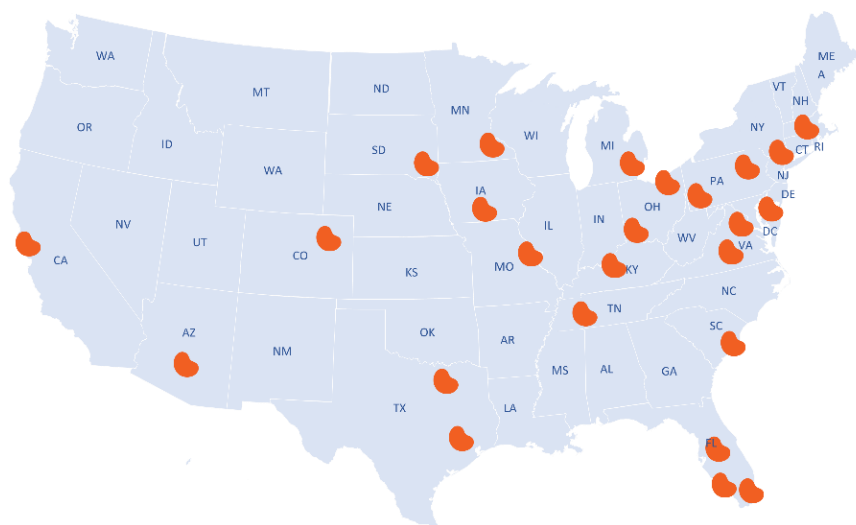 WA
ME
A
VT
NH
MT
ND
MN
OR
ID
WI
NY
MI
SD
CT
RI
WA
PA
NJ
IA
DE
NE
OH
IL
IN
NV
UT
DC
WV
VA
CO
CA
MO
KS
KY
NC
TN
SC
AZ
OK
AR
NM
MS
AL
GA
TX
LA
FL